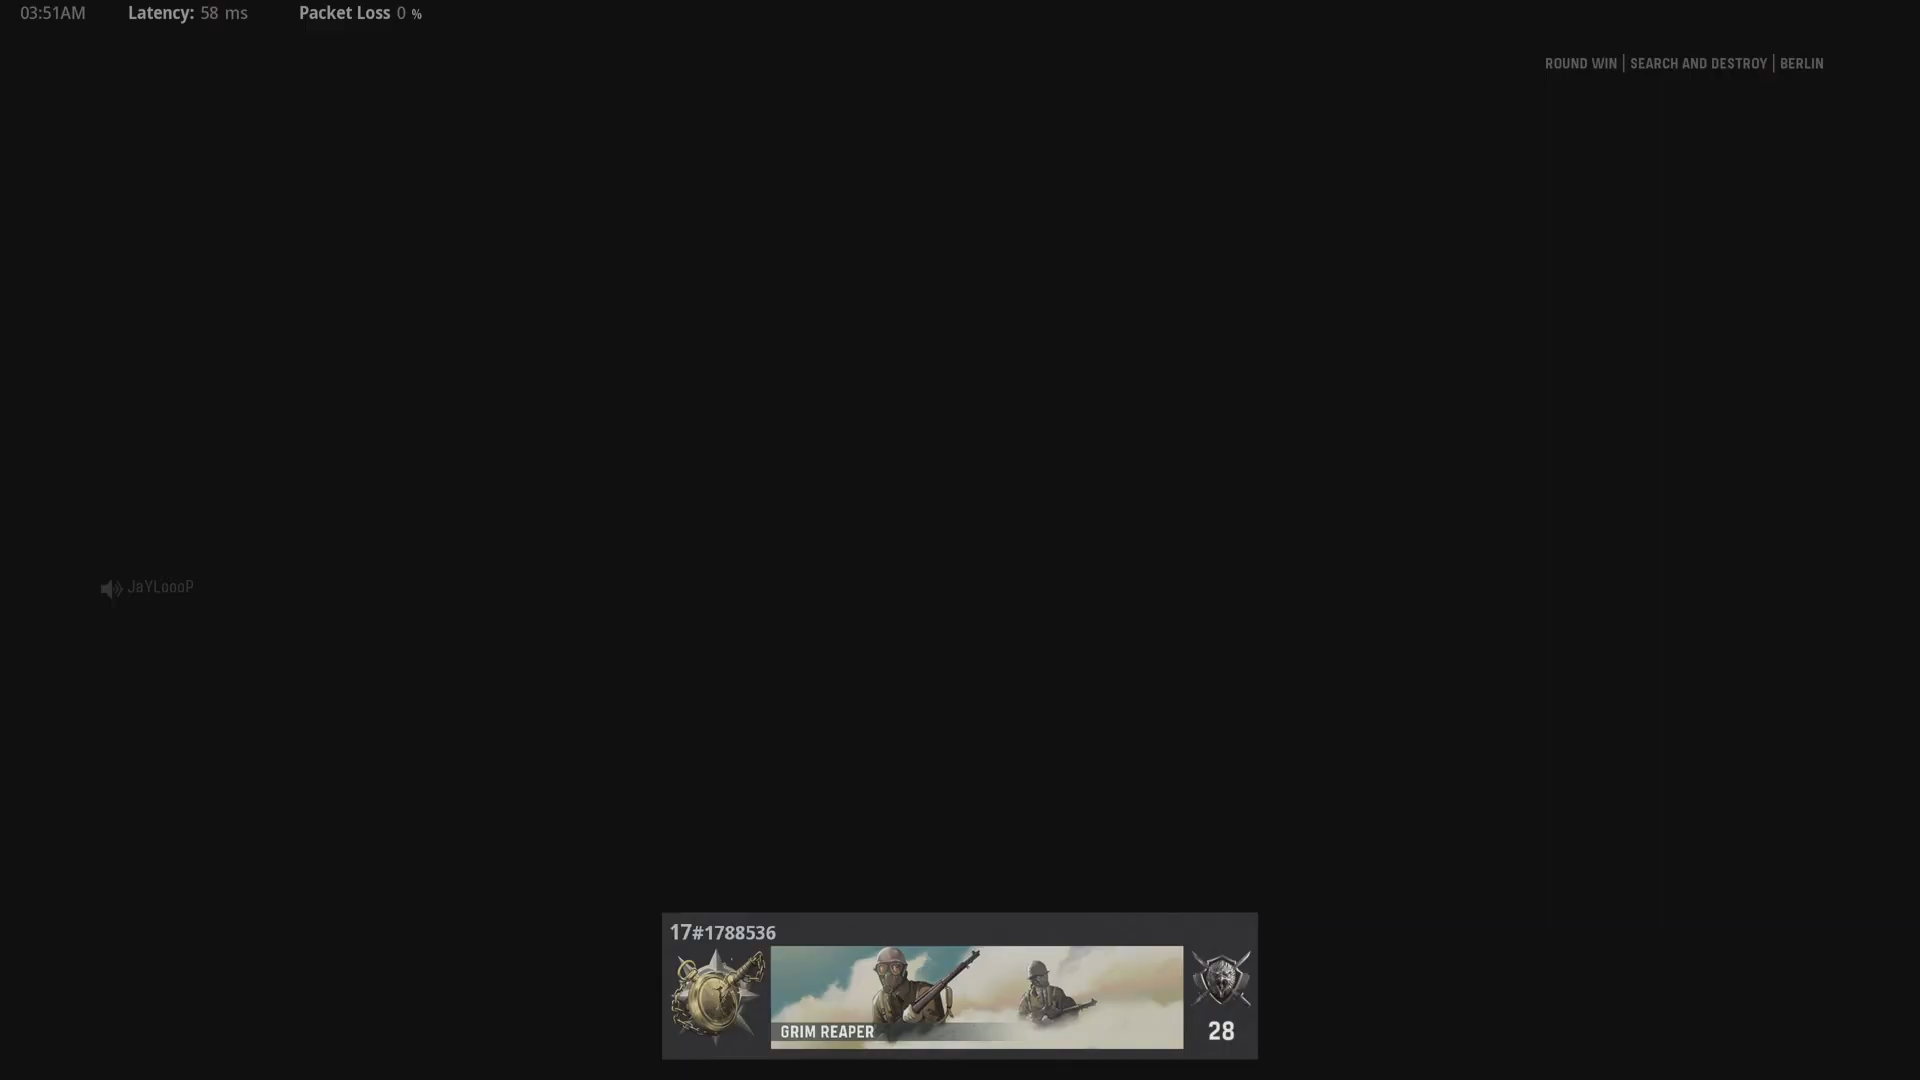 03:51AM Latency: 58 ms Packet Loss 0 %
ROUND WIN | SEARCH AND DESTROY | BERLIN
JaYLoooP
17#1788536
GRIM REAPER
28